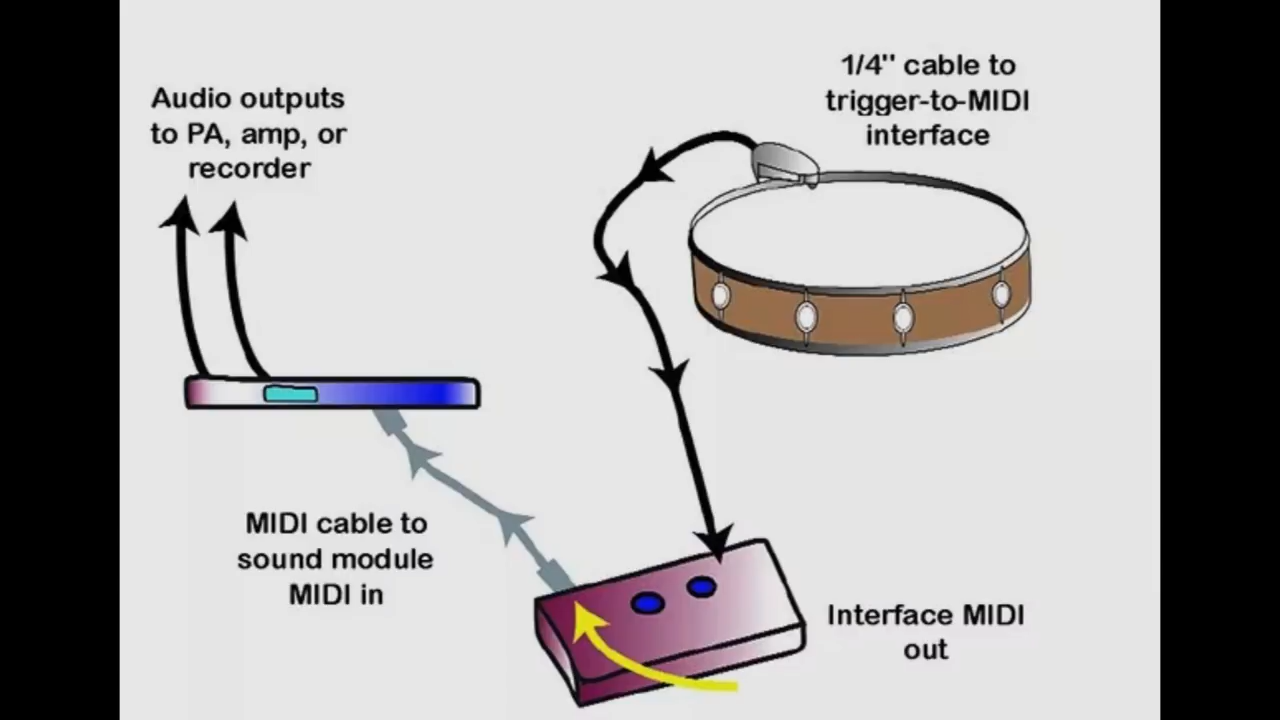 1/4" cable to
trigger-to-MIDI
interface
Audio outputs
to PA, amp, or
recorder
MIDI cable to
sound module
MIDI in
Interface MIDI
out